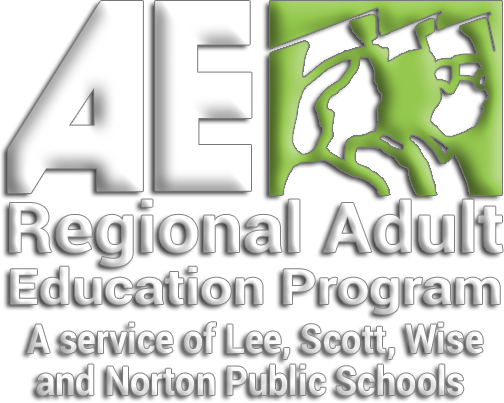 AE
Regional Adult
Education Program
A service of Lee, Scott, Wise
and Norton Public Schools